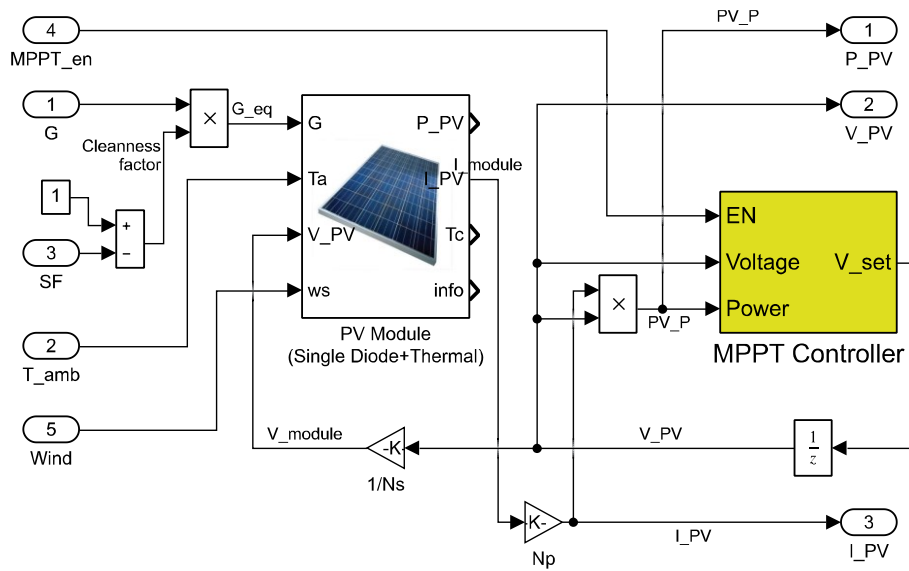 4
MPPT_en
PV_P
1
P_PV
1
G
×
G_eq
2
V_PV
Cleanness
factor
1
+
−
3
SF
G
Ta
V_PV
ws
P_PV
I_module
I_PV
Tc
info
PV Module
(Single Diode+Thermal)
EN
Voltage
Power
V_set
MPPT Controller
×
PV_P
2
T_amb
5
Wind
V_module
-K-
1/Ns
V_PV
1
z
-K-
Np
I_PV
3
I_PV